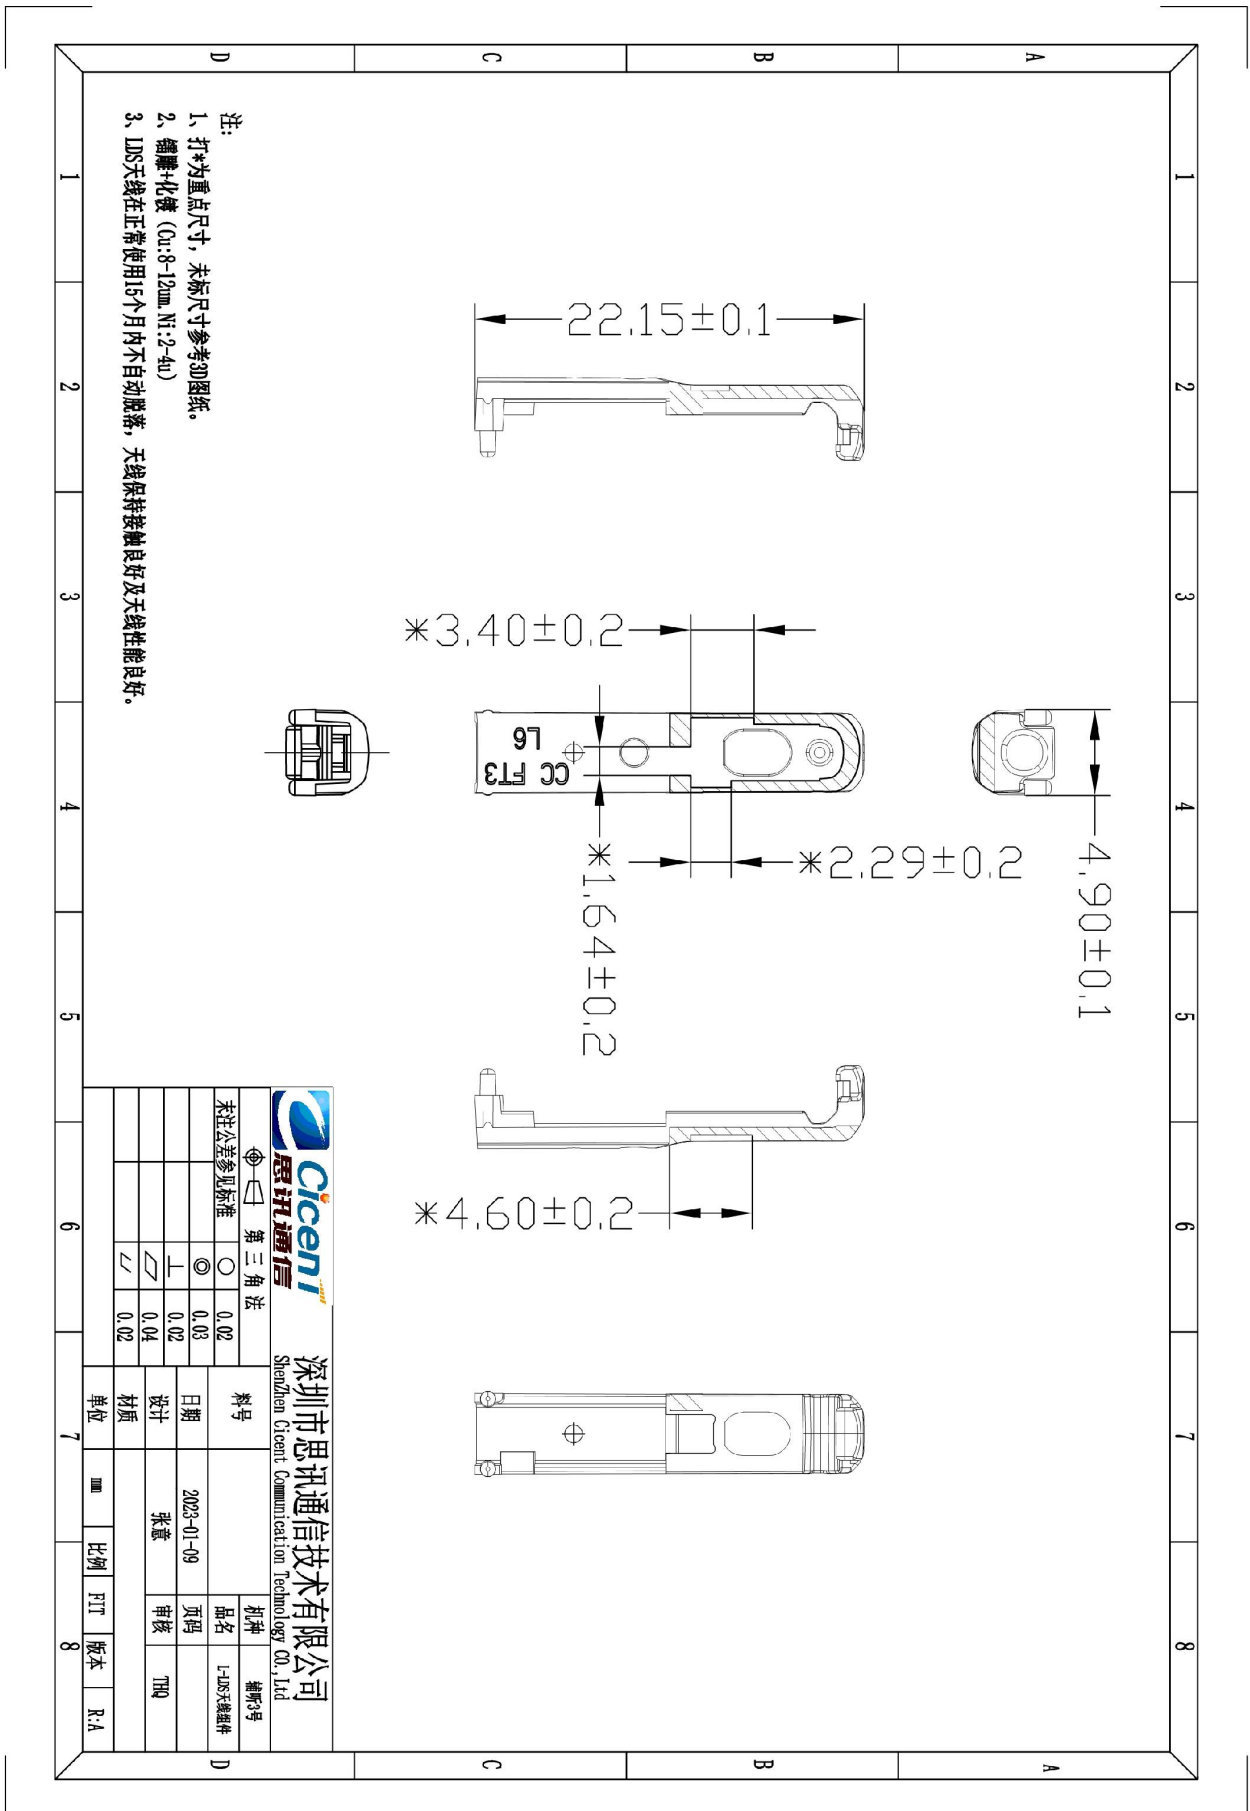 D C B A
1 2 3 4 5 6 7 8
1 2 3 4 5 6 7 8
D C B A
22.15±0.1
*3.40±0.2
*1.64±0.2
*2.29±0.2
4.90±0.1
*4.60±0.2
L6
CC FT3
注:
1、打*为重点尺寸，未标尺寸参考3D图纸。
2、镭雕+化镀 (Cu:8-12um.Ni:2-4u)
3、LDS天线在正常使用15个月内不自动脱落，天线保持接触良好及天线性能良好。
Cicent
思讯通信
深圳市思讯通信技术有限公司
ShenZhen Cicent Communication Technology CO.,Ltd
第三角法
料号
机种 辅听3号
未注公差参见标准
○ 0.02
品名 L-LDS天线组件
◎ 0.03
日期 2023-01-09 页码
⊥ 0.02
设计 张意 审核 THQ
▱ 0.04
材质
// 0.02
单位 mm 比例 FIT 版本 R:A